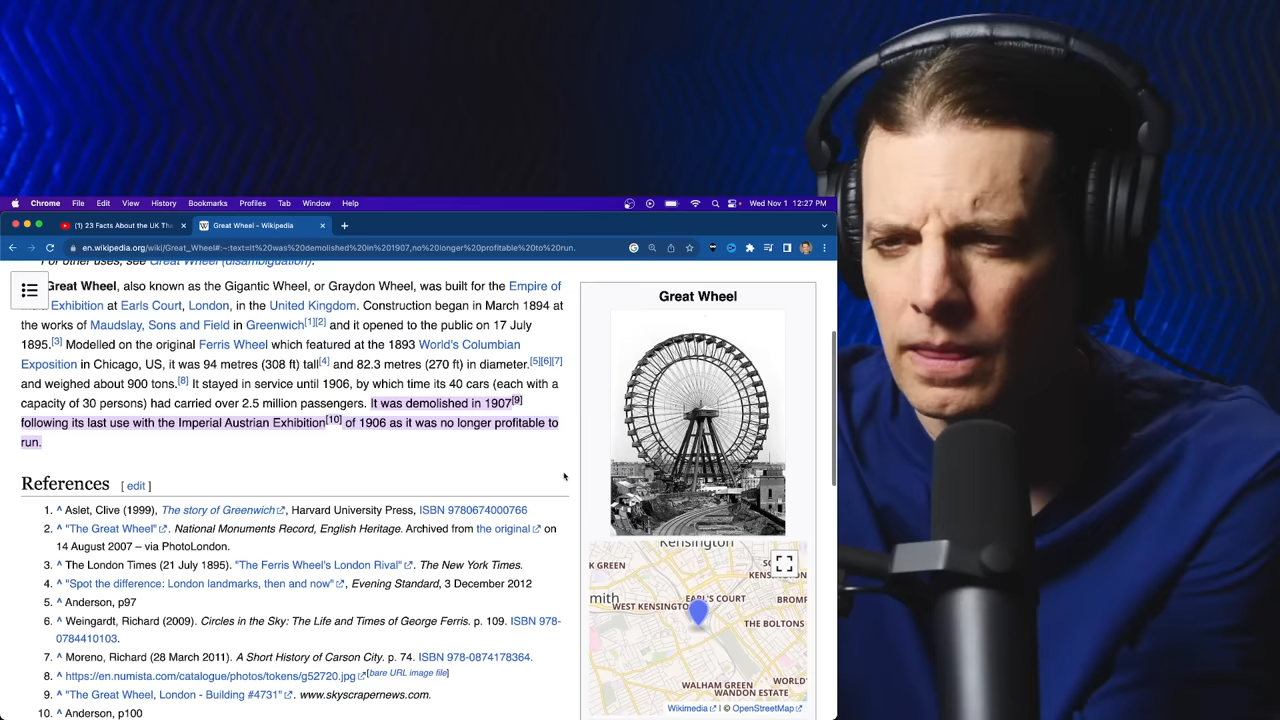 Chrome File Edit View History Bookmarks Profiles Tab Window Help Wed Nov 1 12:27 PM
(1) 23 Facts About the UK Th
Great Wheel - Wikipedia
en.wikipedia.org/wiki/Great_Wheel#:~:text=It%20was%20demolished%20in%201907,no%20longer%20profitable%20to%20run.
For other uses, see Great Wheel (disambiguation).
Great Wheel, also known as the Gigantic Wheel, or Graydon Wheel, was built for the Empire of
Exhibition at Earls Court, London, in the United Kingdom. Construction began in March 1894 at
the works of Maudslay, Sons and Field in Greenwich[1][2] and it opened to the public on 17 July
1895.[3] Modelled on the original Ferris Wheel which featured at the 1893 World's Columbian
Exposition in Chicago, US, it was 94 metres (308 ft) tall[4] and 82.3 metres (270 ft) in diameter.[5][6][7]
and weighed about 900 tons.[8] It stayed in service until 1906, by which time its 40 cars (each with a
capacity of 30 persons) had carried over 2.5 million passengers. It was demolished in 1907[9]
following its last use with the Imperial Austrian Exhibition[10] of 1906 as it was no longer profitable to
run.
References [ edit ]
1. ^ Aslet, Clive (1999), The story of Greenwich, Harvard University Press, ISBN 9780674000766
2. ^ "The Great Wheel". National Monuments Record, English Heritage. Archived from the original on
14 August 2007 – via PhotoLondon.
3. ^ The London Times (21 July 1895). "The Ferris Wheel's London Rival". The New York Times.
4. ^ "Spot the difference: London landmarks, then and now", Evening Standard, 3 December 2012
5. ^ Anderson, p97
6. ^ Weingardt, Richard (2009). Circles in the Sky: The Life and Times of George Ferris. p. 109. ISBN 978-
0784410103.
7. ^ Moreno, Richard (28 March 2011). A Short History of Carson City. p. 74. ISBN 978-0874178364.
8. ^ https://en.numista.com/catalogue/photos/tokens/g52720.jpg [bare URL image file]
9. ^ "The Great Wheel, London - Building #4731". www.skyscrapernews.com.
10. ^ Anderson, p100
Great Wheel
Kensington
K GREEN
KENSINGTON
mith
EARL'S COURT
WEST KENSINGTON
BROMP
THE BOLTONS
WALHAM GREEN
WORLD'
WANDON ESTATE
Wikimedia | © OpenStreetMap